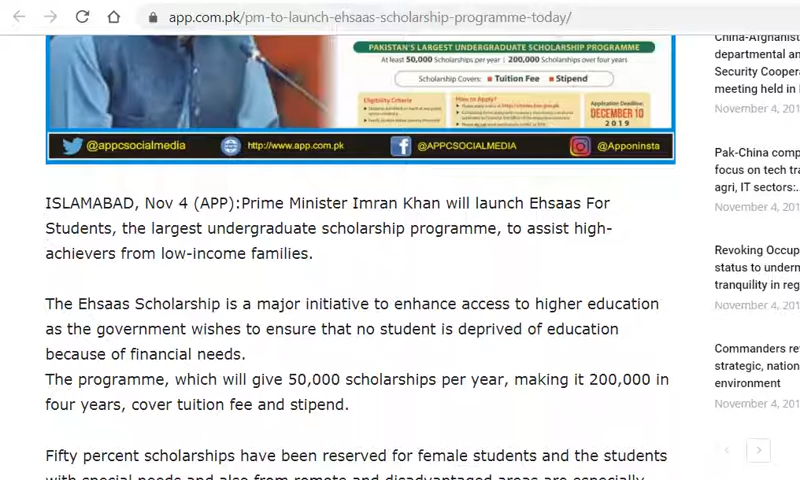 app.com.pk/pm-to-launch-ehsaas-scholarship-programme-today/
PAKISTAN'S LARGEST UNDERGRADUATE SCHOLARSHIP PROGRAMME
At least 50,000 Scholarships per year : 200,000 Scholarships over four years
Scholarship Covers: Tuition Fee Stipend
Eligibility Criteria
How to Apply?
Application Deadline:
DECEMBER 10
2019
@appcsocialmedia
http://www.app.com.pk
@APPCSOCIALMEDIA
@Apponinsta
ISLAMABAD, Nov 4 (APP):Prime Minister Imran Khan will launch Ehsaas For
Students, the largest undergraduate scholarship programme, to assist high-
achievers from low-income families.
The Ehsaas Scholarship is a major initiative to enhance access to higher education
as the government wishes to ensure that no student is deprived of education
because of financial needs.
The programme, which will give 50,000 scholarships per year, making it 200,000 in
four years, cover tuition fee and stipend.
Fifty percent scholarships have been reserved for female students and the students
with special needs and also from remote and disadvantaged areas are especially
China-Afghanist
departmental an
Security Coopera
meeting held in
November 4, 201
Pak-China comp
focus on tech tra
agri, IT sectors:..
November 4, 201
Revoking Occup
status to undern
tranquility in reg
November 4, 201
Commanders re
strategic, nation
environment
November 4, 201